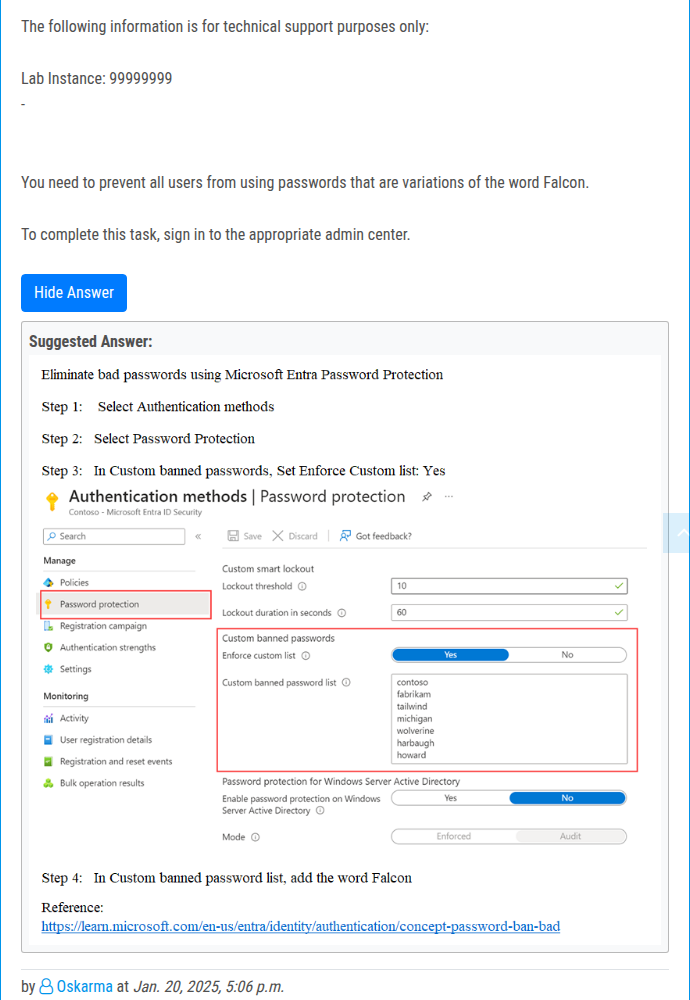 The following information is for technical support purposes only:
Lab Instance: 99999999
-
You need to prevent all users from using passwords that are variations of the word Falcon.
To complete this task, sign in to the appropriate admin center.
Hide Answer
Suggested Answer:
Eliminate bad passwords using Microsoft Entra Password Protection
Step 1: Select Authentication methods
Step 2: Select Password Protection
Step 3: In Custom banned passwords, Set Enforce Custom list: Yes
Authentication methods | Password protection ...
Contoso - Microsoft Entra ID Security
Search «
Save Discard | Got feedback?
Manage
Policies
Password protection
Registration campaign
Authentication strengths
Settings
Monitoring
Activity
User registration details
Registration and reset events
Bulk operation results
Custom smart lockout
Lockout threshold 10
Lockout duration in seconds 60
Custom banned passwords
Enforce custom list Yes No
Custom banned password list
contoso
fabrikam
tailwind
michigan
wolverine
harbaugh
howard
Password protection for Windows Server Active Directory
Enable password protection on Windows Yes No
Server Active Directory
Mode Enforced Audit
Step 4: In Custom banned password list, add the word Falcon
Reference:
https://learn.microsoft.com/en-us/entra/identity/authentication/concept-password-ban-bad
by Oskarma at Jan. 20, 2025, 5:06 p.m.